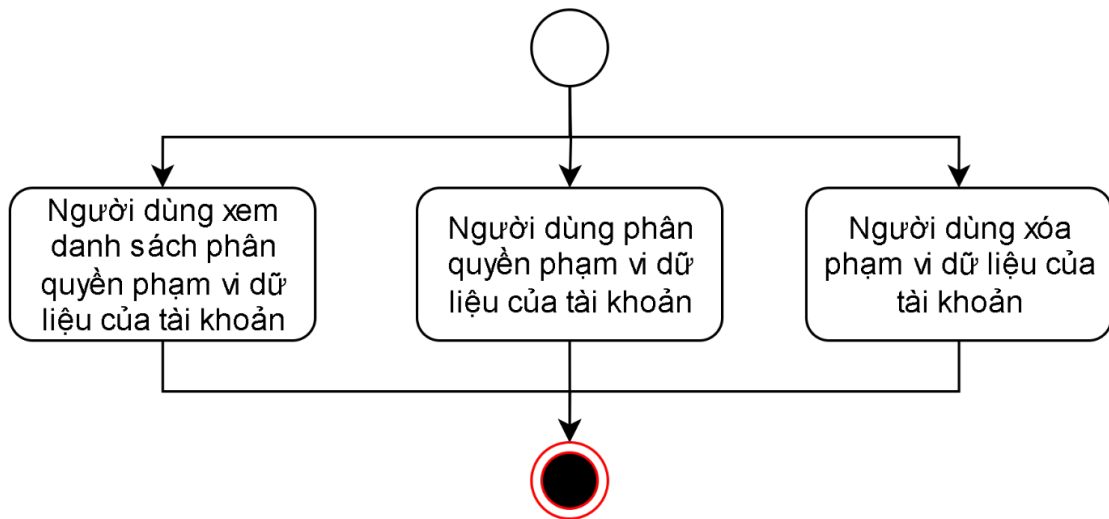 Người dùng xem
danh sách phân
quyền phạm vi dữ
liệu của tài khoản
Người dùng phân
quyền phạm vi dữ
liệu của tài khoản
Người dùng xóa
phạm vi dữ liệu của
tài khoản